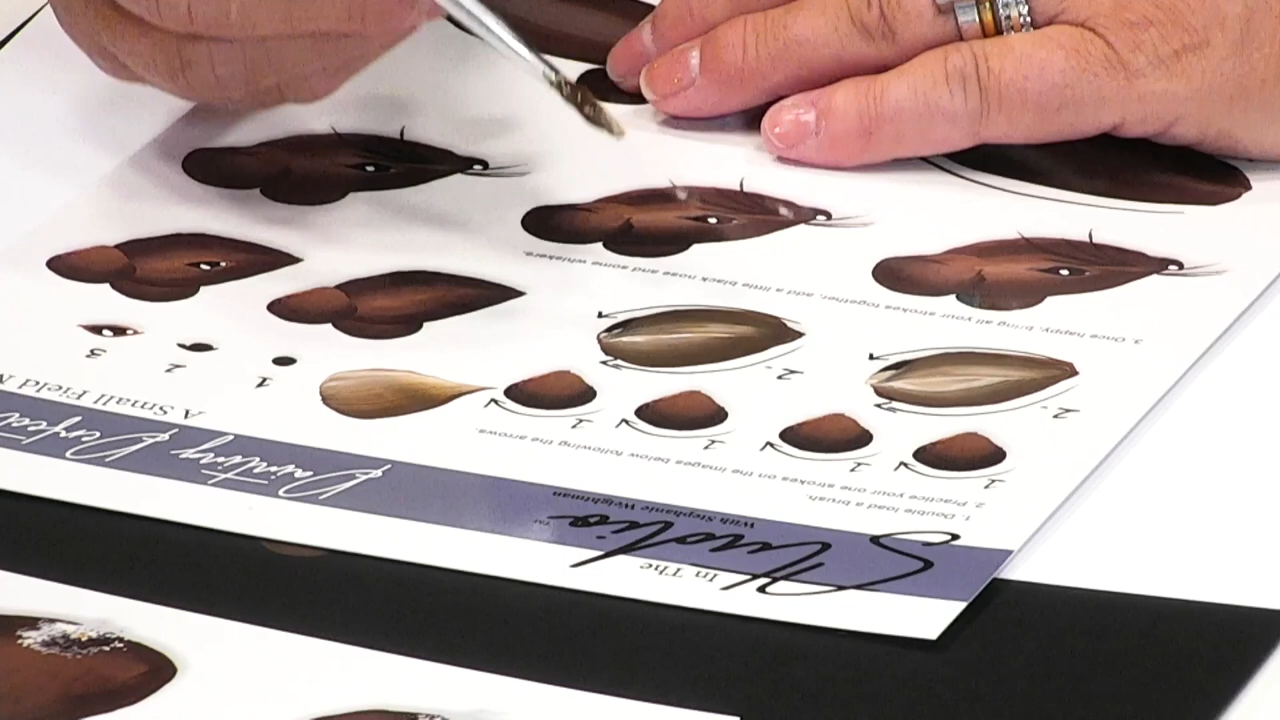 In The
Studio TM
With Stephanie Weightman
Painting Perfect
A Small Field
1. Double load a brush.
2. Practice your one strokes on the images below following the arrows.
1 1 1 1
2- 2-
1 2 3
3. Once happy, bring all your strokes together, add a little black nose and some whiskers.